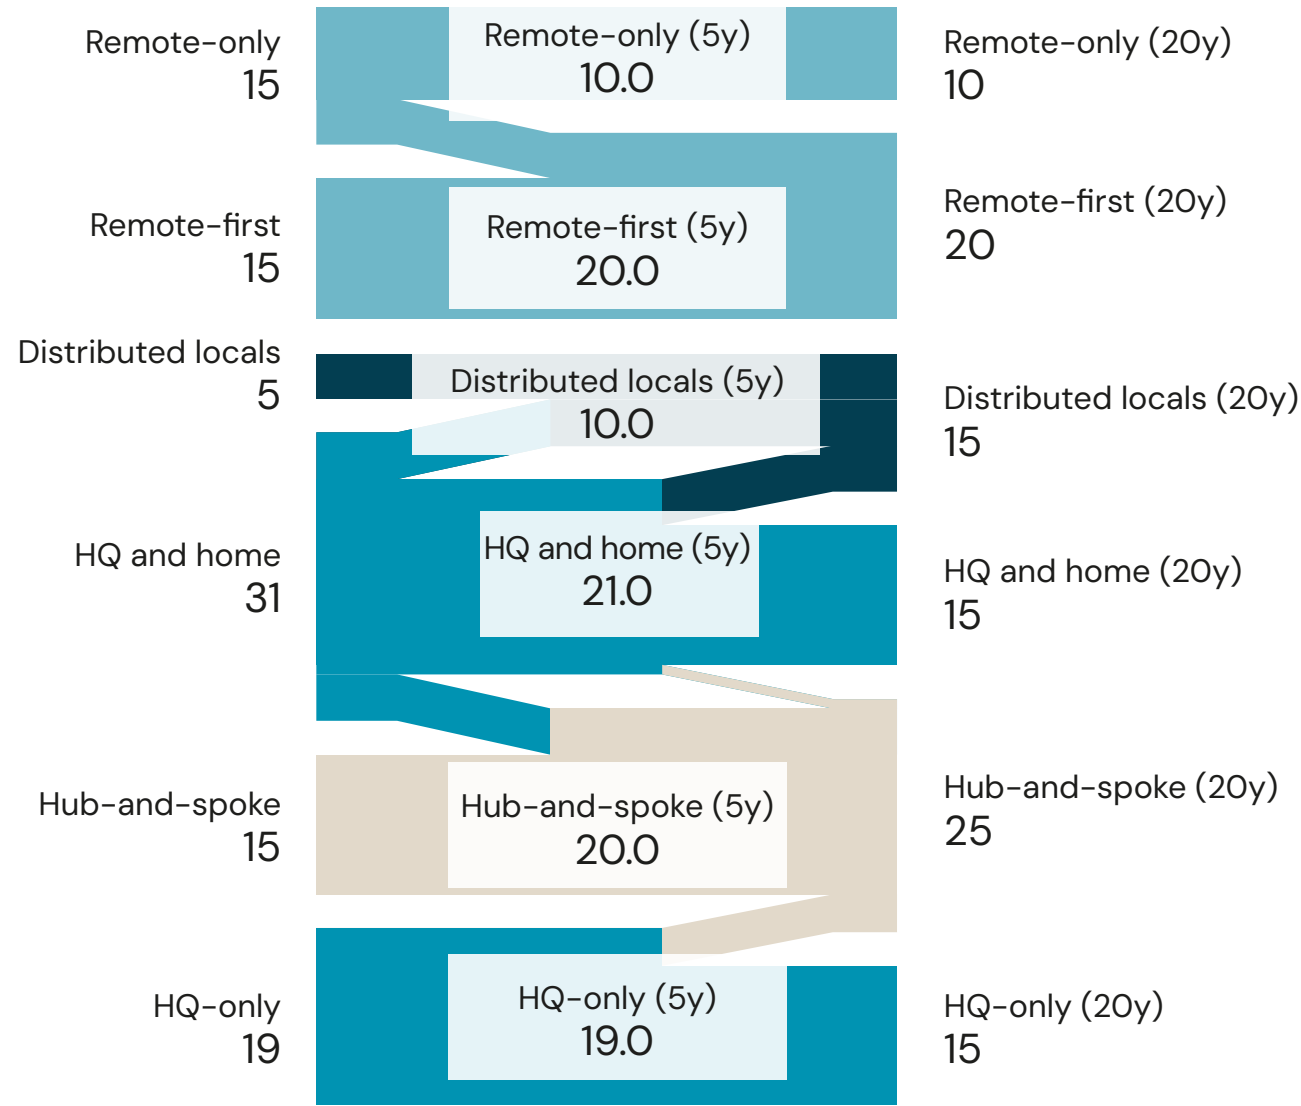 Remote-only
15
Remote-only (5y)
10.0
Remote-only (20y)
10
Remote-first
15
Remote-first (5y)
20.0
Remote-first (20y)
20
Distributed locals
5
Distributed locals (5y)
10.0
Distributed locals (20y)
15
HQ and home
31
HQ and home (5y)
21.0
HQ and home (20y)
15
Hub-and-spoke
15
Hub-and-spoke (5y)
20.0
Hub-and-spoke (20y)
25
HQ-only
19
HQ-only (5y)
19.0
HQ-only (20y)
15